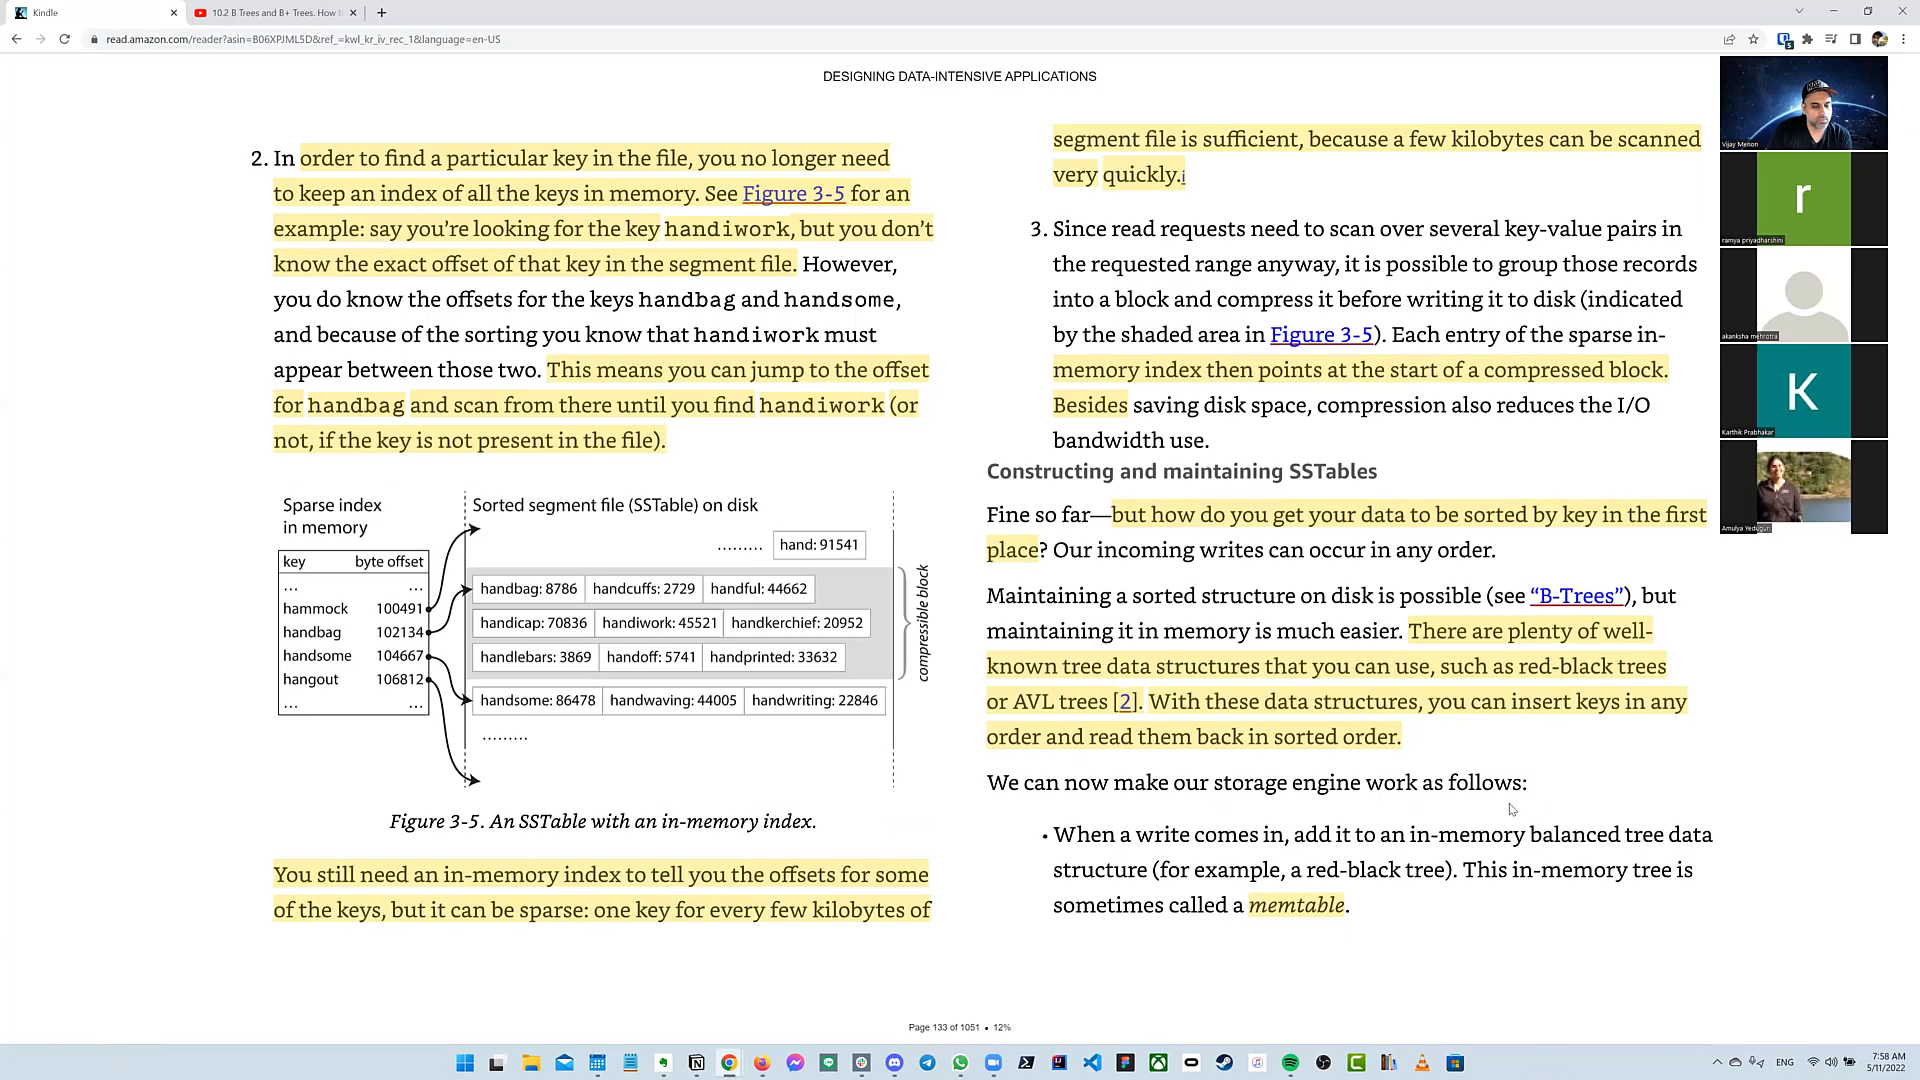 Kindle
10.2 B Trees and B+ Trees. How t
read.amazon.com/reader?asin=B06XPJML5D&ref_=kwl_kr_iv_rec_1&language=en-US
DESIGNING DATA-INTENSIVE APPLICATIONS
2. In order to find a particular key in the file, you no longer need
to keep an index of all the keys in memory. See Figure 3-5 for an
example: say you're looking for the key handiwork, but you don't
know the exact offset of that key in the segment file. However,
you do know the offsets for the keys handbag and handsome,
and because of the sorting you know that handiwork must
appear between those two. This means you can jump to the offset
for handbag and scan from there until you find handiwork (or
not, if the key is not present in the file).
Sparse index
in memory
key byte offset
... ...
hammock 100491
handbag 102134
handsome 104667
hangout 106812
... ...
Sorted segment file (SSTable) on disk
......... hand: 91541
handbag: 8786 handcuffs: 2729 handful: 44662
handicap: 70836 handiwork: 45521 handkerchief: 20952
handlebars: 3869 handoff: 5741 handprinted: 33632
handsome: 86478 handwaving: 44005 handwriting: 22846
.........
compressible block
Figure 3-5. An SSTable with an in-memory index.
You still need an in-memory index to tell you the offsets for some
of the keys, but it can be sparse: one key for every few kilobytes of
segment file is sufficient, because a few kilobytes can be scanned
very quickly.i
3. Since read requests need to scan over several key-value pairs in
the requested range anyway, it is possible to group those records
into a block and compress it before writing it to disk (indicated
by the shaded area in Figure 3-5). Each entry of the sparse in-
memory index then points at the start of a compressed block.
Besides saving disk space, compression also reduces the I/O
bandwidth use.
Constructing and maintaining SSTables
Fine so far—but how do you get your data to be sorted by key in the first
place? Our incoming writes can occur in any order.
Maintaining a sorted structure on disk is possible (see “B-Trees”), but
maintaining it in memory is much easier. There are plenty of well-
known tree data structures that you can use, such as red-black trees
or AVL trees [2]. With these data structures, you can insert keys in any
order and read them back in sorted order.
We can now make our storage engine work as follows:
• When a write comes in, add it to an in-memory balanced tree data
structure (for example, a red-black tree). This in-memory tree is
sometimes called a memtable.
Page 133 of 1051 • 12%
Vijay Menon
r
ramya priyadharshini
akanksha mehrotra
K
Karthik Prabhakar
Amulya Yeduguri
ENG
7:58 AM
5/11/2022